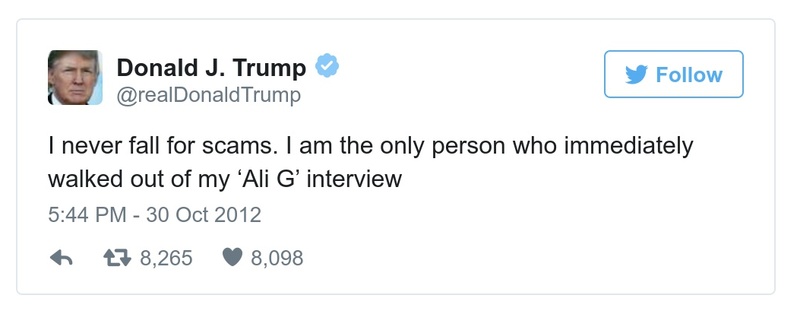 Donald J. Trump
@realDonaldTrump
Follow
I never fall for scams. I am the only person who immediately
walked out of my ‘Ali G’ interview
5:44 PM - 30 Oct 2012
8,265 8,098